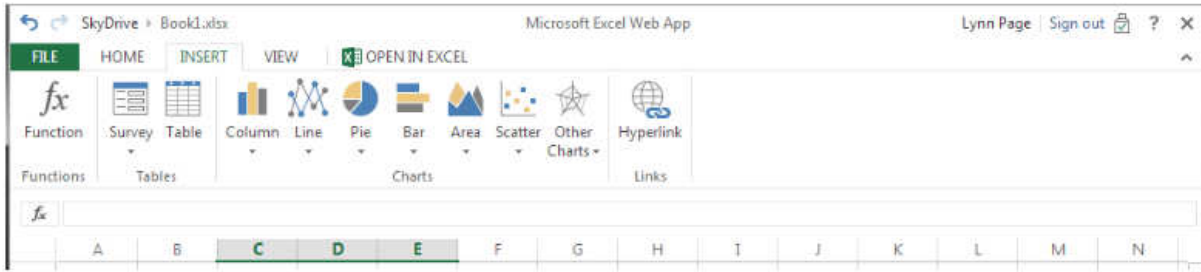 SkyDrive ▸ Book1.xlsx Microsoft Excel Web App Lynn Page Sign out ?
FILE HOME INSERT VIEW OPEN IN EXCEL
fx
Function Survey Table Column Line Pie Bar Area Scatter Other Charts Hyperlink
Functions Tables Charts Links
fx
A B C D E F G H I J K L M N